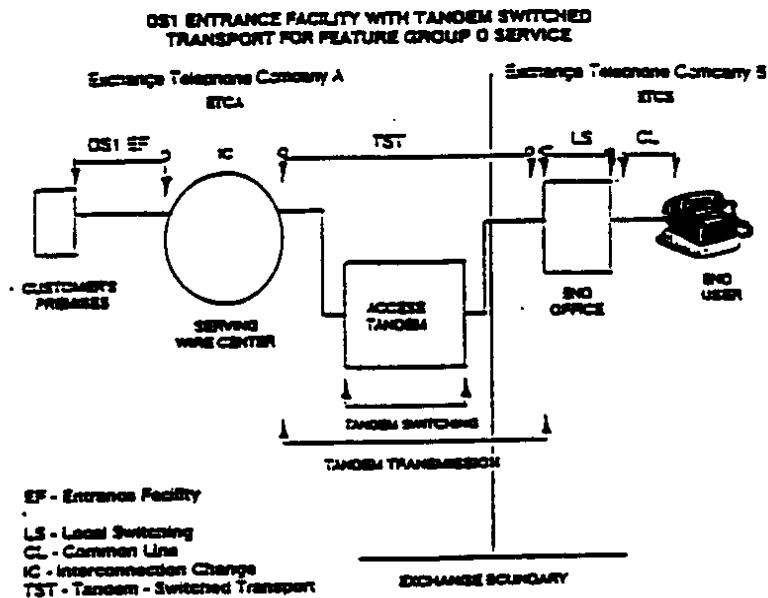 DS1 ENTRANCE FACILITY WITH TANDEM SWITCHED
TRANSPORT FOR FEATURE GROUP D SERVICE
Exchange Telephone Company A
ETCA
Exchange Telephone Company B
ETCB
DS1 EF
IC
TST
LS
CL
CUSTOMER'S
PREMISES
SERVING
WIRE CENTER
ACCESS
TANDEM
END
OFFICE
END
USER
TANDEM SWITCHING
TANDEM TRANSMISSION
EF - Entrance Facility
LS - Local Switching
CL - Common Line
IC - Interconnection Charge
TST - Tandem - Switched Transport
EXCHANGE BOUNDARY